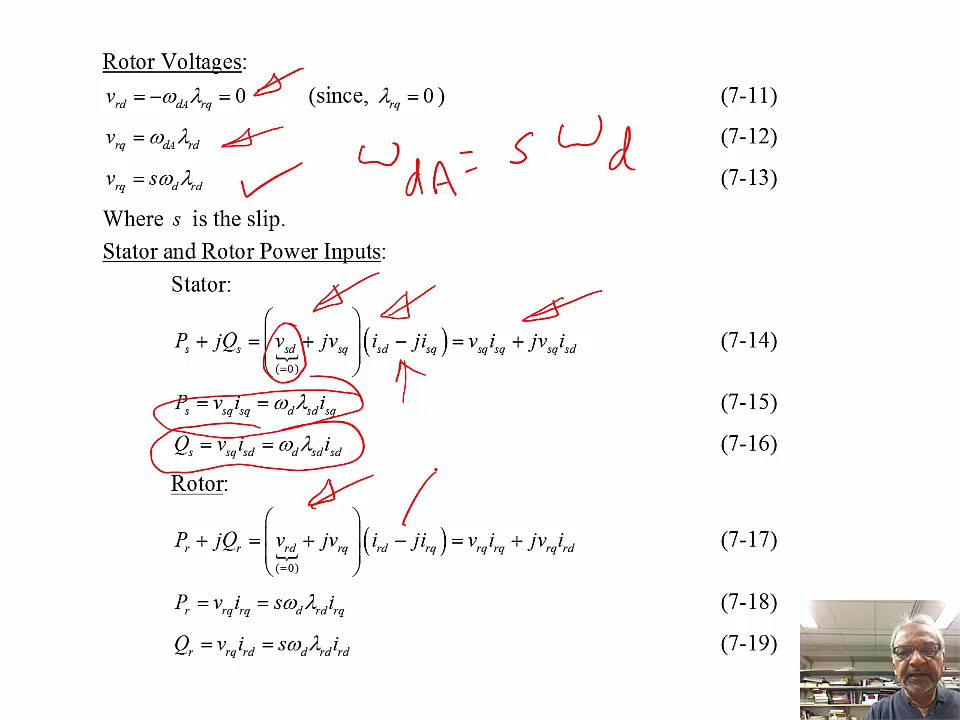 Rotor Voltages:
v_rd = −ω_dA λ_rq = 0 (since, λ_rq = 0) (7-11)
v_rq = ω_dA λ_rd (7-12)
ω_dA = s ω_d
v_rq = sω_d λ_rd (7-13)
Where s is the slip.
Stator and Rotor Power Inputs:
Stator:
P_s + jQ_s = (v_sd + jv_sq)(i_sd − ji_sq) = v_sq i_sq + jv_sq i_sd (7-14)
(=0)
P_s = v_sq i_sq = ω_d λ_sd i_sq (7-15)
Q_s = v_sq i_sd = ω_d λ_sd i_sd (7-16)
Rotor:
P_r + jQ_r = (v_rd + jv_rq)(i_rd − ji_rq) = v_rq i_rq + jv_rq i_rd (7-17)
(=0)
P_r = v_rq i_rq = sω_d λ_rd i_rq (7-18)
Q_r = v_rq i_rd = sω_d λ_rd i_rd (7-19)